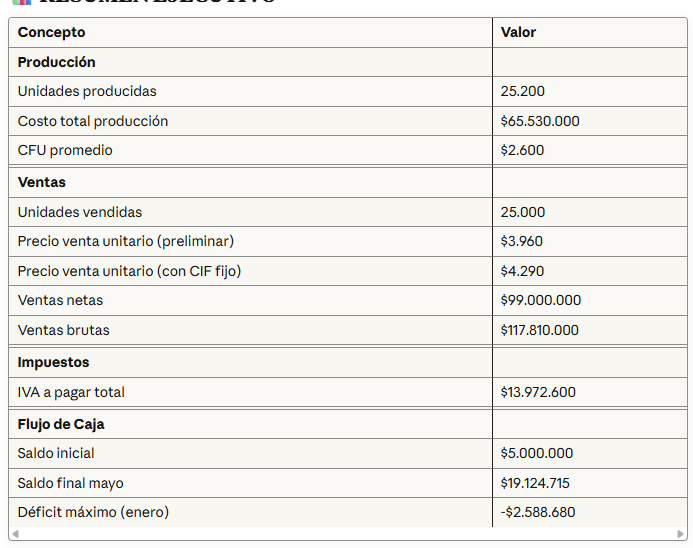 RESUMEN EJECUTIVO
Concepto Valor
Producción
Unidades producidas 25.200
Costo total producción $65.530.000
CFU promedio $2.600
Ventas
Unidades vendidas 25.000
Precio venta unitario (preliminar) $3.960
Precio venta unitario (con CIF fijo) $4.290
Ventas netas $99.000.000
Ventas brutas $117.810.000
Impuestos
IVA a pagar total $13.972.600
Flujo de Caja
Saldo inicial $5.000.000
Saldo final mayo $19.124.715
Déficit máximo (enero) -$2.588.680